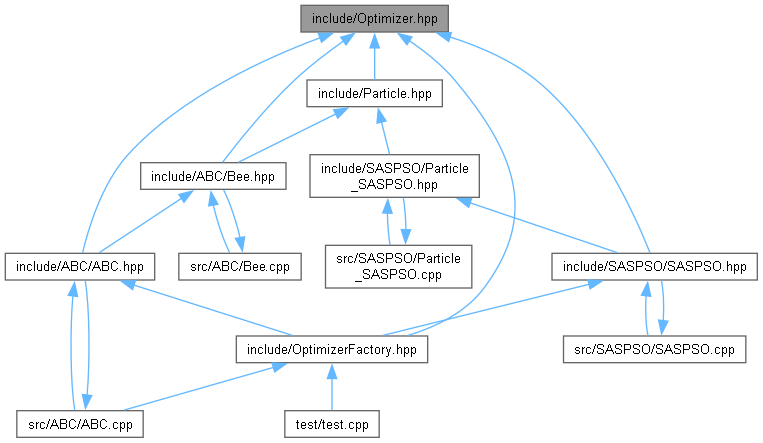 include/Optimizer.hpp
include/Particle.hpp
include/ABC/Bee.hpp
include/SASPSO/Particle
_SASPSO.hpp
include/ABC/ABC.hpp
src/ABC/Bee.cpp
src/SASPSO/Particle
_SASPSO.cpp
include/SASPSO/SASPSO.hpp
include/OptimizerFactory.hpp
src/SASPSO/SASPSO.cpp
src/ABC/ABC.cpp
test/test.cpp